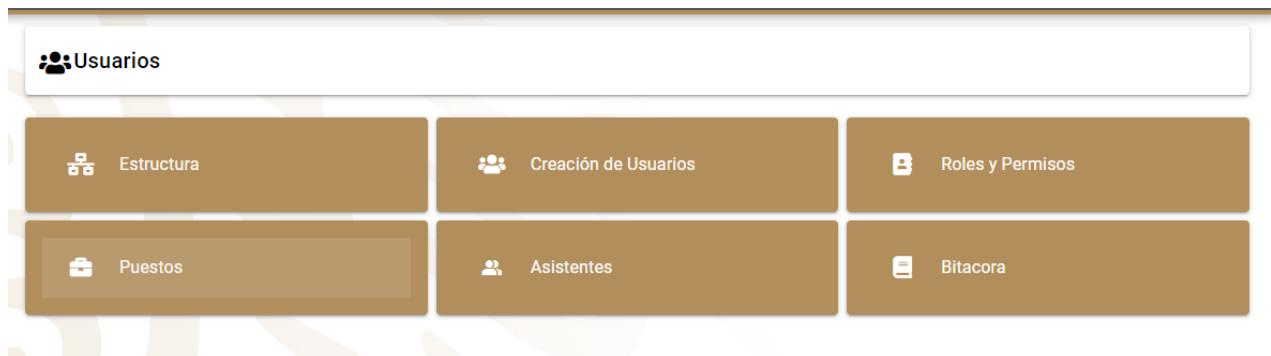 Usuarios
Estructura
Creación de Usuarios
Roles y Permisos
Puestos
Asistentes
Bitacora